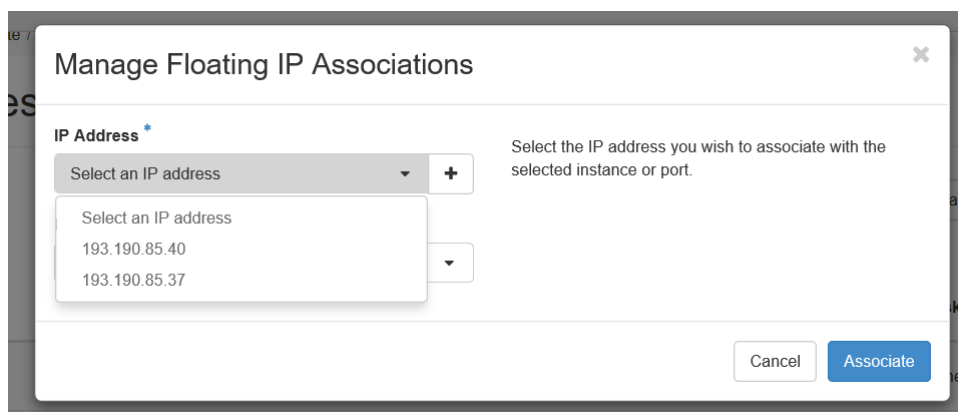 Manage Floating IP Associations
×
IP Address *
Select an IP address
+
Select an IP address
193.190.85.40
193.190.85.37
Select the IP address you wish to associate with the
selected instance or port.
Cancel
Associate